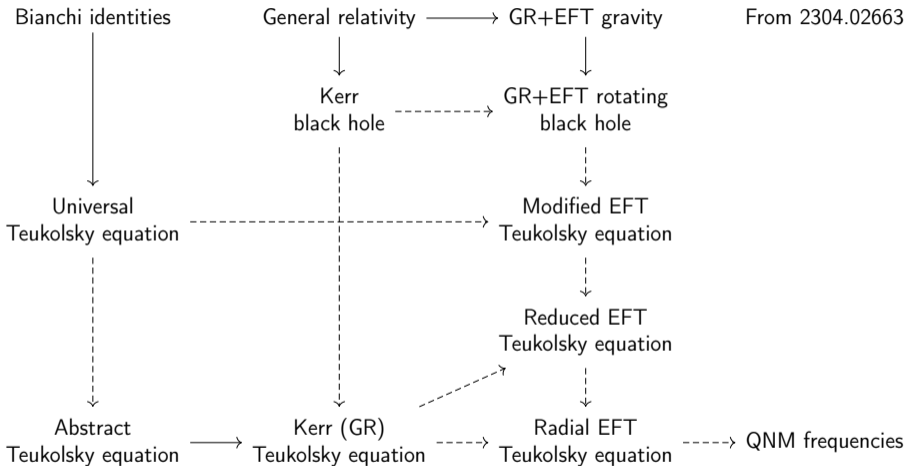 Bianchi identities
General relativity
GR+EFT gravity
From 2304.02663
Kerr
black hole
GR+EFT rotating
black hole
Universal
Teukolsky equation
Modified EFT
Teukolsky equation
Reduced EFT
Teukolsky equation
Abstract
Teukolsky equation
Kerr (GR)
Teukolsky equation
Radial EFT
Teukolsky equation
QNM frequencies